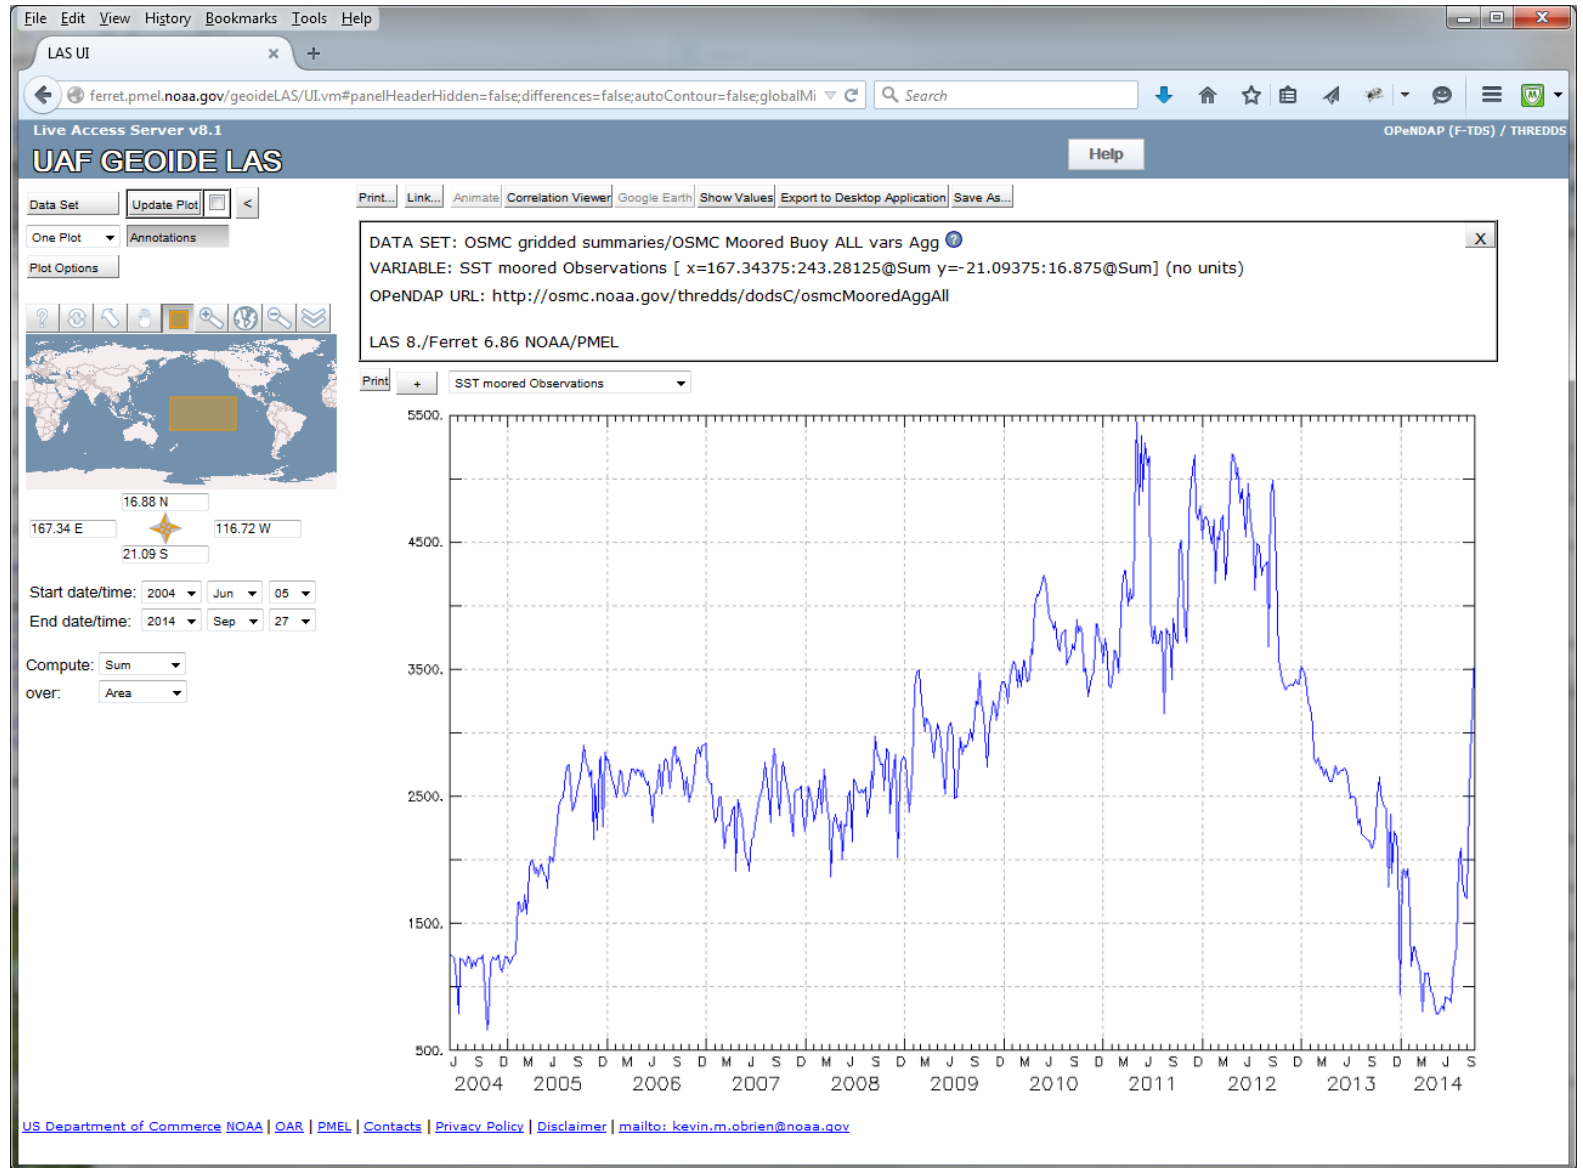 File Edit View History Bookmarks Tools Help
LAS UI × +
ferret.pmel.noaa.gov/geoideLAS/UI.vm#panelHeaderHidden=false;differences=false;autoContour=false;globalMi Search
Live Access Server v8.1
OPeNDAP (F-TDS) / THREDDS
UAF GEOIDE LAS
Help
Data Set Update Plot <
Print... Link... Animate Correlation Viewer Google Earth Show Values Export to Desktop Application Save As...
One Plot Annotations
Plot Options
DATA SET: OSMC gridded summaries/OSMC Moored Buoy ALL vars Agg ?
X
VARIABLE: SST moored Observations [ x=167.34375:243.28125@Sum y=-21.09375:16.875@Sum] (no units)
OPeNDAP URL: http://osmc.noaa.gov/thredds/dodsC/osmcMooredAggAll
LAS 8./Ferret 6.86 NOAA/PMEL
Print + SST moored Observations
16.88 N
167.34 E 116.72 W
21.09 S
Start date/time: 2004 Jun 05
End date/time: 2014 Sep 27
Compute: Sum
over: Area
5500.
4500.
3500.
2500.
1500.
500.
J S D M J S D M J S D M J S D M J S D M J S D M J S D M J S D M J S D M J S D M J S
2004 2005 2006 2007 2008 2009 2010 2011 2012 2013 2014
US Department of Commerce NOAA | OAR | PMEL | Contacts | Privacy Policy | Disclaimer | mailto: kevin.m.obrien@noaa.gov